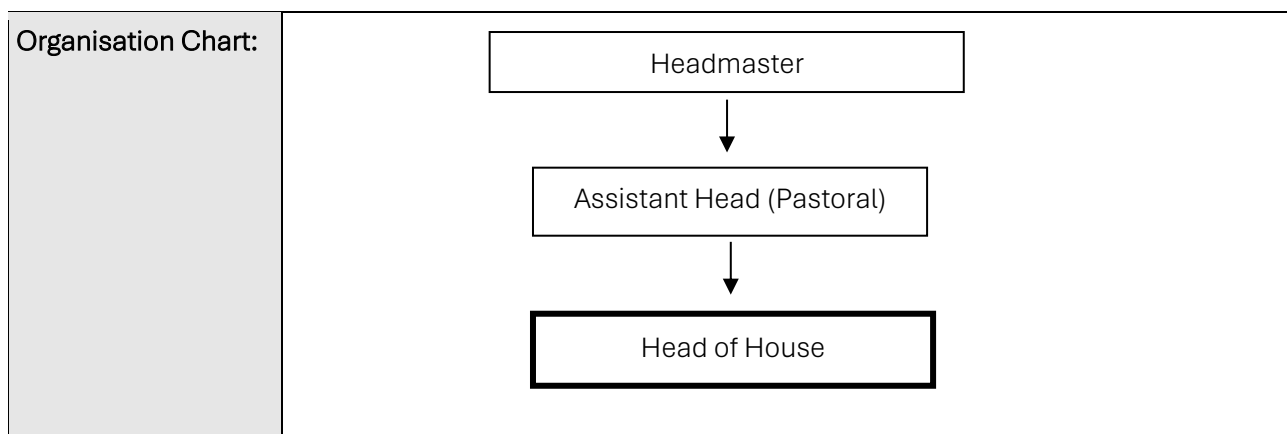 Organisation Chart:
Headmaster
Assistant Head (Pastoral)
Head of House